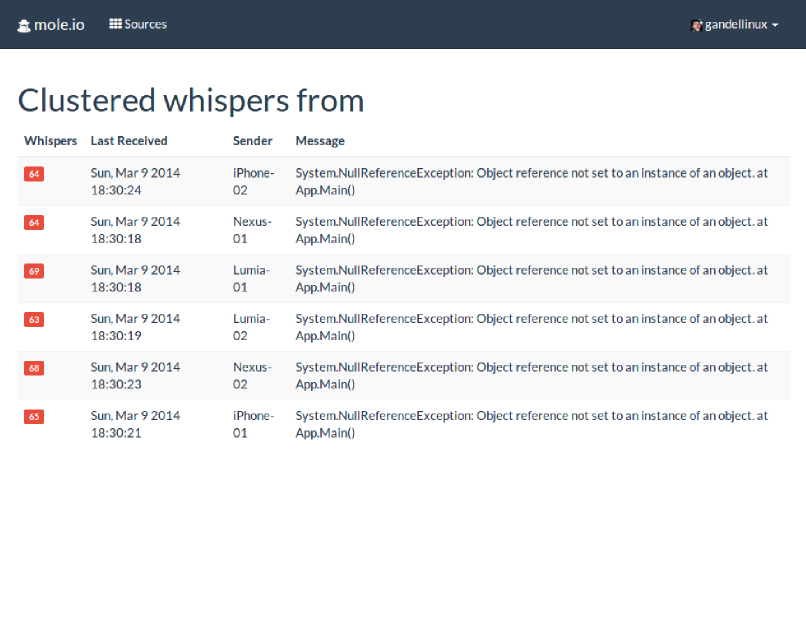 mole.io Sources gandellinux
Clustered whispers from
Whispers Last Received Sender Message
64 Sun, Mar 9 2014 iPhone- System.NullReferenceException: Object reference not set to an instance of an object. at
18:30:24 02 App.Main()
64 Sun, Mar 9 2014 Nexus- System.NullReferenceException: Object reference not set to an instance of an object. at
18:30:18 01 App.Main()
69 Sun, Mar 9 2014 Lumia- System.NullReferenceException: Object reference not set to an instance of an object. at
18:30:18 01 App.Main()
63 Sun, Mar 9 2014 Lumia- System.NullReferenceException: Object reference not set to an instance of an object. at
18:30:19 02 App.Main()
68 Sun, Mar 9 2014 Nexus- System.NullReferenceException: Object reference not set to an instance of an object. at
18:30:23 02 App.Main()
65 Sun, Mar 9 2014 iPhone- System.NullReferenceException: Object reference not set to an instance of an object. at
18:30:21 01 App.Main()